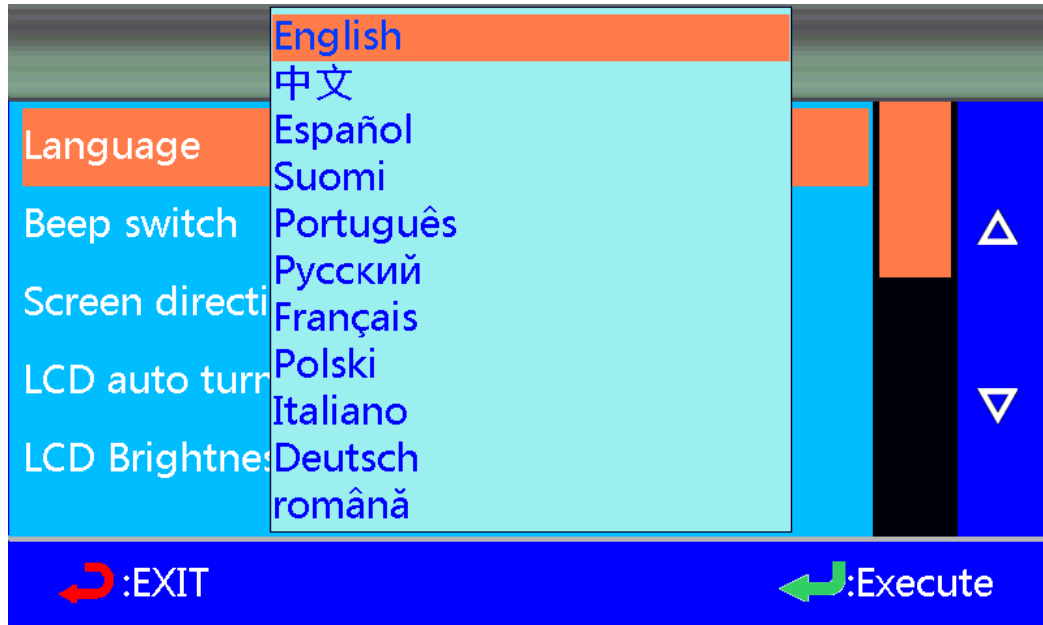 English
中文
Español
Suomi
Português
Русский
Français
Polski
Italiano
Deutsch
română
Language
Beep switch
Screen directi
LCD auto turn
LCD Brightnes
:EXIT
:Execute